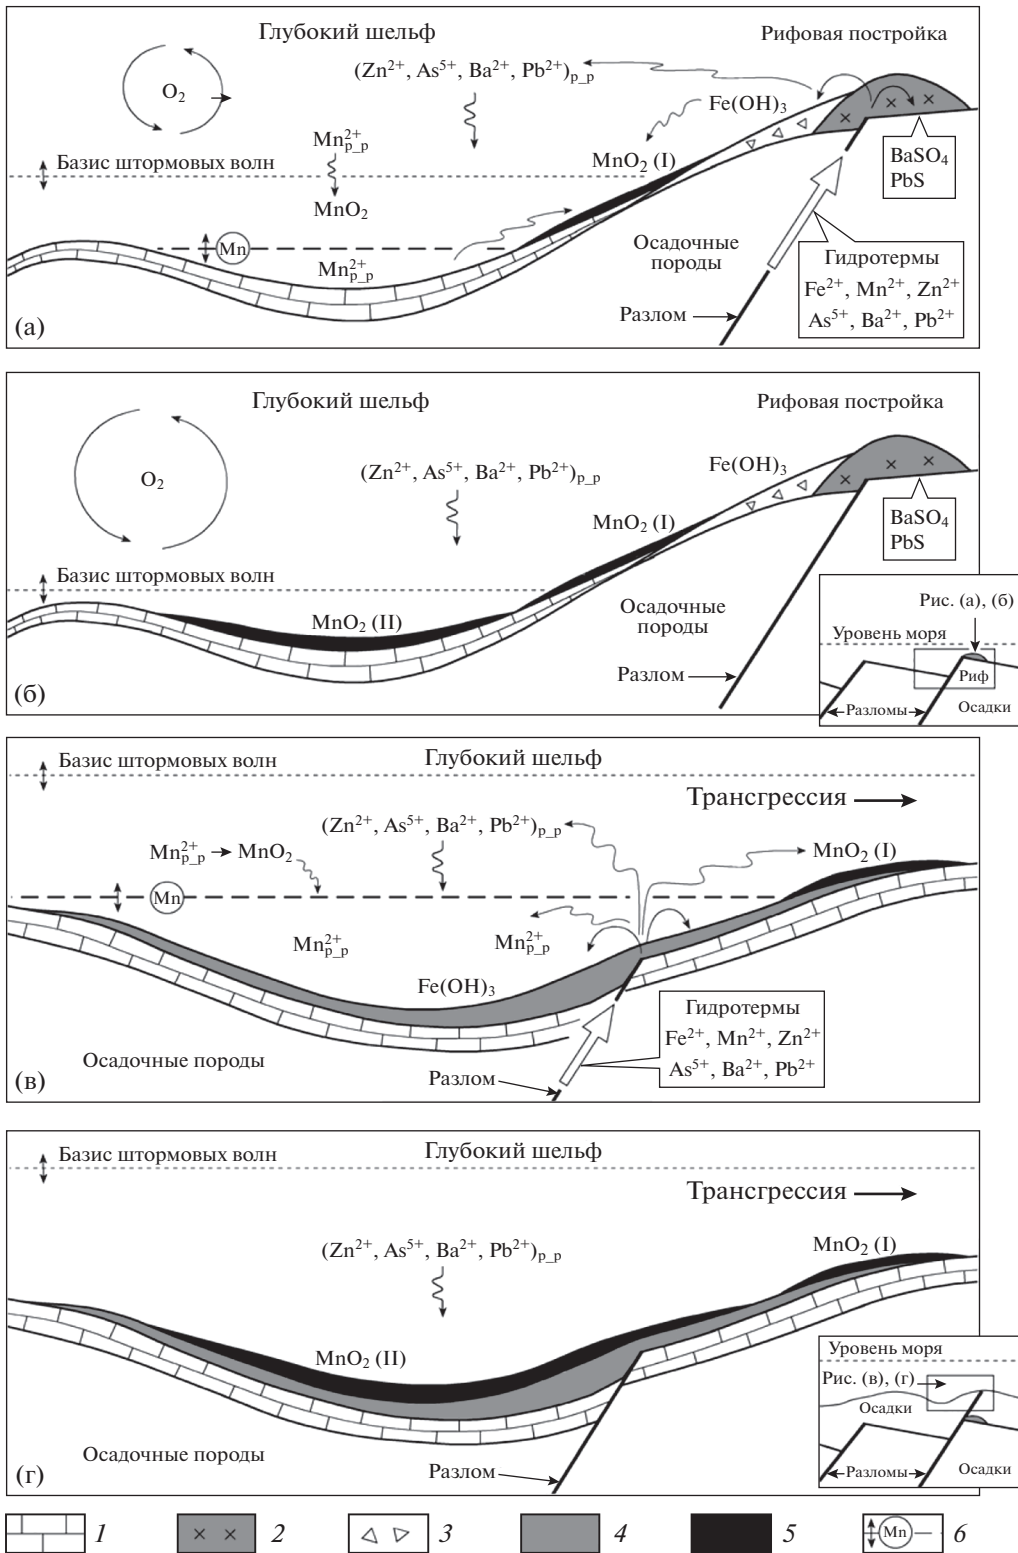 Глубокий шельф
Рифовая постройка
O₂
(Zn²⁺, As⁵⁺, Ba²⁺, Pb²⁺)р_р
Fe(OH)₃
Mn²⁺р_р
Базис штормовых волн
MnO₂ (I)
BaSO₄
PbS
MnO₂
Mn
Mn²⁺р_р
Осадочные
породы
Гидротермы
Fe²⁺, Mn²⁺, Zn²⁺
As⁵⁺, Ba²⁺, Pb²⁺
Разлом
(а)
Глубокий шельф
Рифовая постройка
O₂
(Zn²⁺, As⁵⁺, Ba²⁺, Pb²⁺)р_р
Fe(OH)₃
MnO₂ (I)
BaSO₄
PbS
Базис штормовых волн
MnO₂ (II)
Осадочные
породы
Разлом
(б)
Рис. (а), (б)
Уровень моря
Риф
Разломы
Осадки
Базис штормовых волн
Глубокий шельф
Трансгрессия
(Zn²⁺, As⁵⁺, Ba²⁺, Pb²⁺)р_р
Mn²⁺р_р
MnO₂
MnO₂ (I)
Mn
Mn²⁺р_р
Mn²⁺р_р
Fe(OH)₃
Гидротермы
Fe²⁺, Mn²⁺, Zn²⁺
As⁵⁺, Ba²⁺, Pb²⁺
Осадочные породы
Разлом
(в)
Базис штормовых волн
Глубокий шельф
Трансгрессия
(Zn²⁺, As⁵⁺, Ba²⁺, Pb²⁺)р_р
MnO₂ (I)
MnO₂ (II)
Осадочные породы
Разлом
(г)
Уровень моря
Рис. (в), (г)
Осадки
Разломы
Осадки
1
2
3
4
5
Mn
6